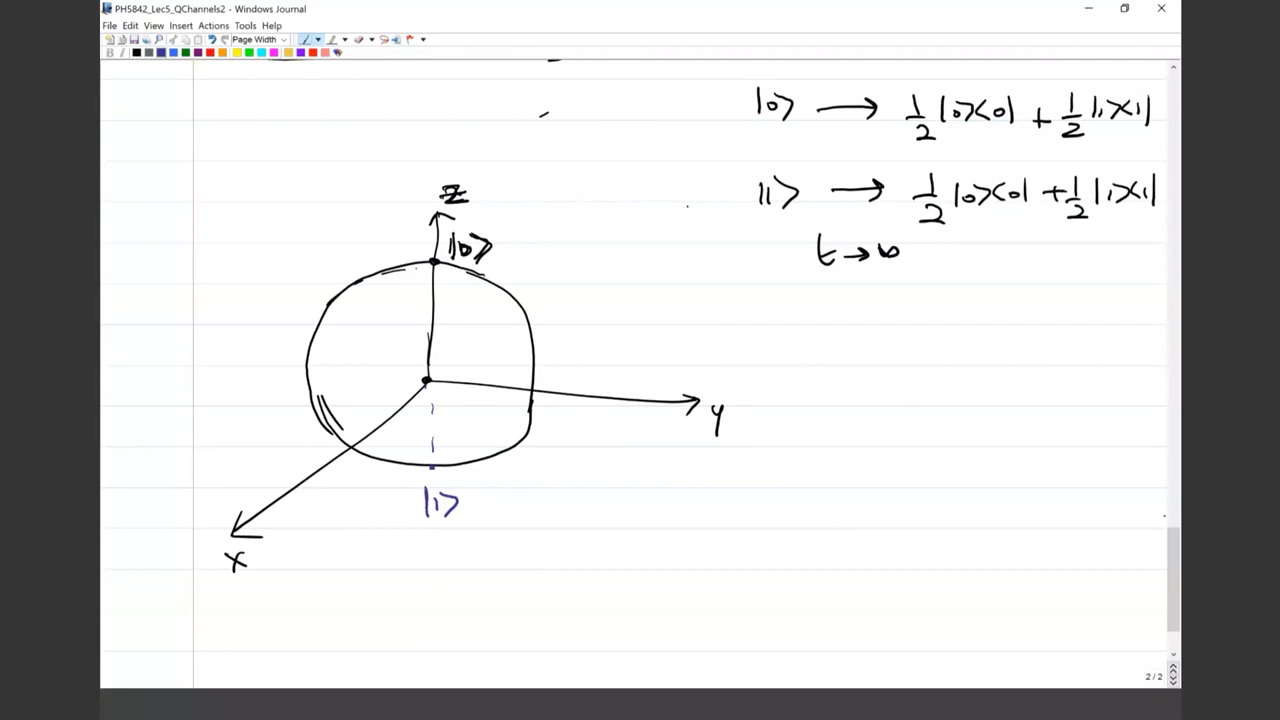 PH5842_Lec5_QChannels2 - Windows Journal
File Edit View Insert Actions Tools Help
Page Width
B I
|0> → 1/2 |0><0| + 1/2 |1><1|
|1> → 1/2 |0><0| + 1/2 |1><1|
t → ∞
z
|0>
y
|1>
x
2 / 2